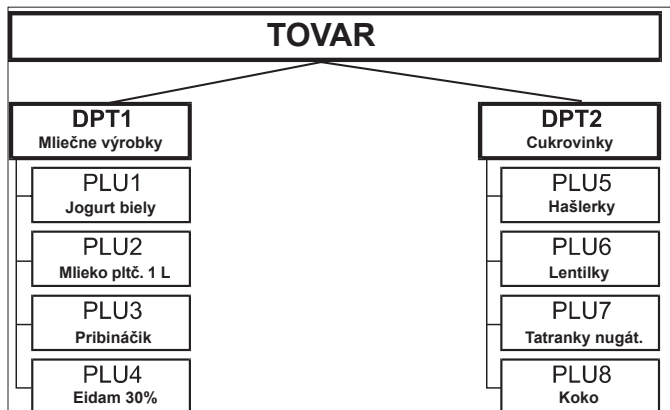 TOVAR
DPT1
Mliečne výrobky
PLU1
Jogurt biely
PLU2
Mlieko pltč. 1 L
PLU3
Pribináčik
PLU4
Eidam 30%
DPT2
Cukrovinky
PLU5
Hašlerky
PLU6
Lentilky
PLU7
Tatranky nugát.
PLU8
Koko